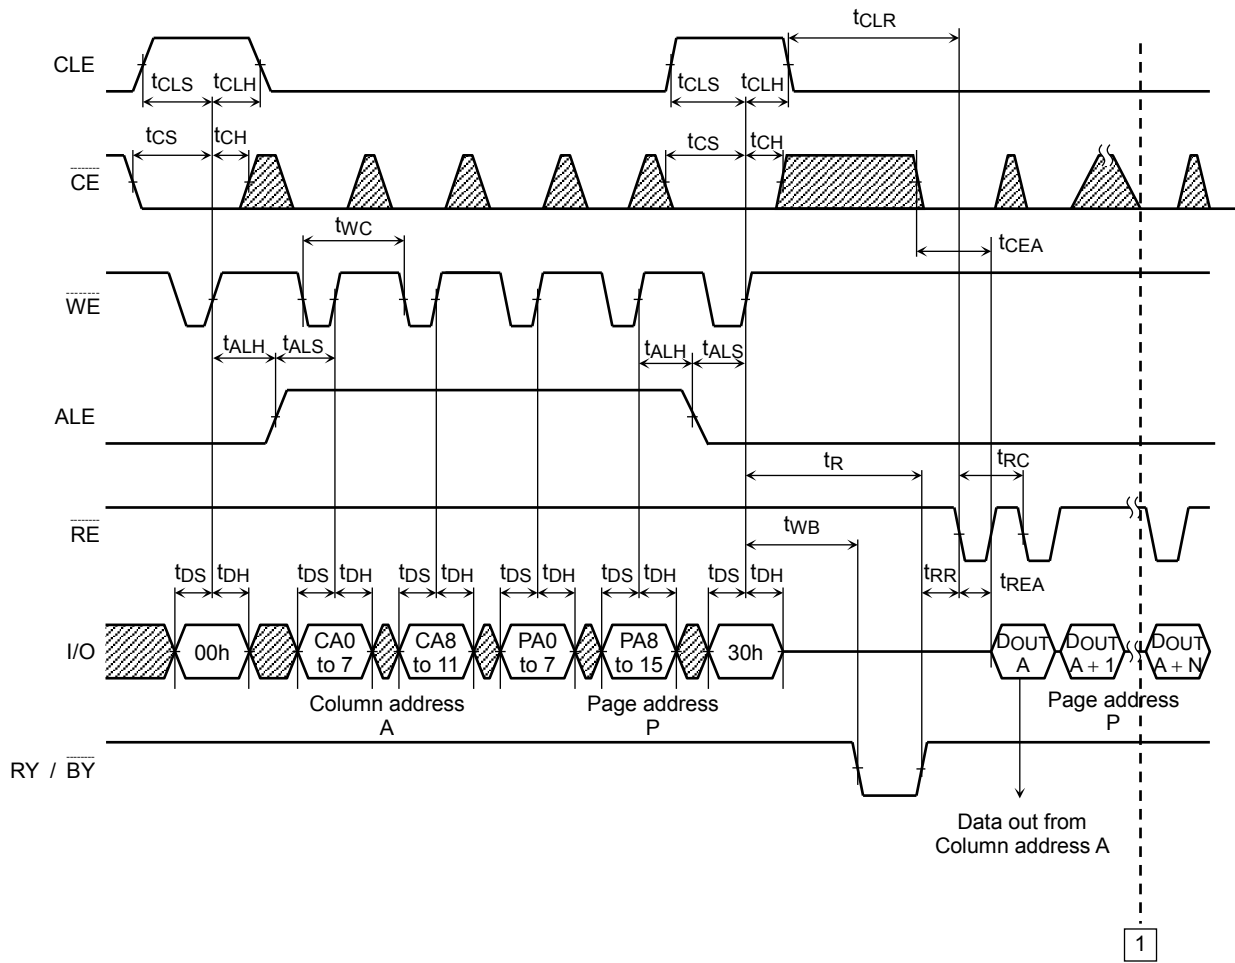 tCLR
CLE
tCLS tCLH tCLS tCLH
tCS tCH tCS tCH
CE
tWC
tCEA
WE
tALH tALS tALH tALS
ALE
tR tRC
RE
tWB
tDS tDH tDS tDH tDS tDH tDS tDH tDS tDH tDS tDH tRR tREA
I/O
00h
CA0
to 7
CA8
to 11
PA0
to 7
PA8
to 15
30h
DOUT
A
DOUT
A + 1
DOUT
A + N
Column address
A
Page address
P
Page address
P
RY / BY
Data out from
Column address A
1